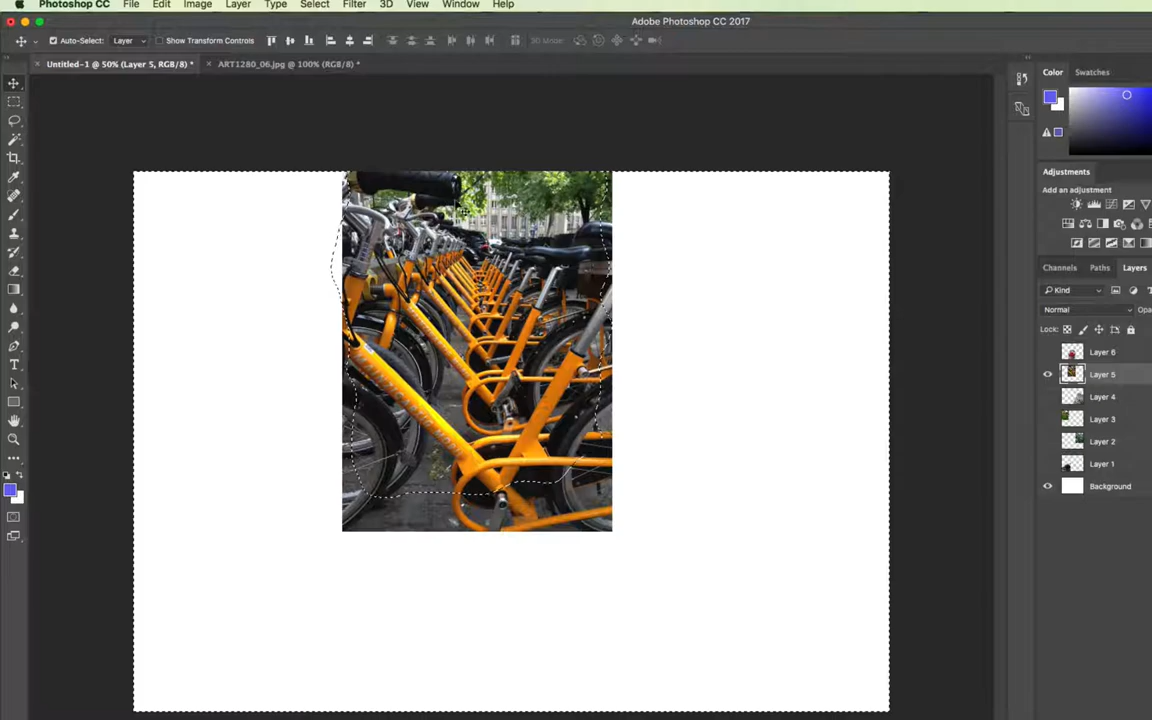 Photoshop CC File Edit Image Layer Type Select Filter 3D View Window Help
Adobe Photoshop CC 2017
Auto-Select: Layer Show Transform Controls 3D Mode:
Untitled-1 @ 50% (Layer 5, RGB/8) * ART1280_06.jpg @ 100% (RGB/8) *
Color Swatches
Adjustments
Add an adjustment
Channels Paths Layers
Kind
Normal Opa
Lock:
Layer 6
Layer 5
Layer 4
Layer 3
Layer 2
Layer 1
Background